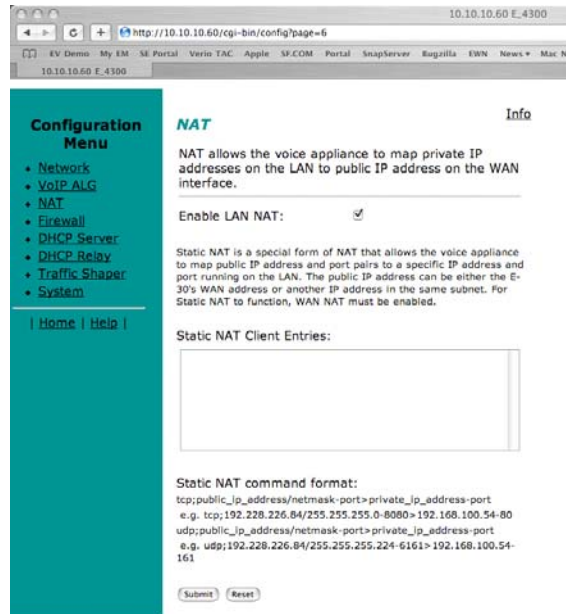 10.10.10.60 E_4300
http://10.10.10.60/cgi-bin/config?page=6
EV Demo My EM SE Portal Verio TAC Apple SF.COM Portal SnapServer Bugzilla EWN News Mac N
10.10.10.60 E_4300
Configuration
Menu
Network
VoIP ALG
NAT
Firewall
DHCP Server
DHCP Relay
Traffic Shaper
System
| Home | Help |
Info
NAT
NAT allows the voice appliance to map private IP
addresses on the LAN to public IP address on the WAN
interface.
Enable LAN NAT:
Static NAT is a special form of NAT that allows the voice appliance
to map public IP address and port pairs to a specific IP address and
port running on the LAN. The public IP address can be either the E-
30's WAN address or another IP address in the same subnet. For
Static NAT to function, WAN NAT must be enabled.
Static NAT Client Entries:
Static NAT command format:
tcp;public_ip_address/netmask-port>private_ip_address-port
e.g. tcp;192.228.226.84/255.255.255.0-8080>192.168.100.54-80
udp;public_ip_address/netmask-port>private_ip_address-port
e.g. udp;192.228.226.84/255.255.255.224-6161>192.168.100.54-
161
Submit Reset